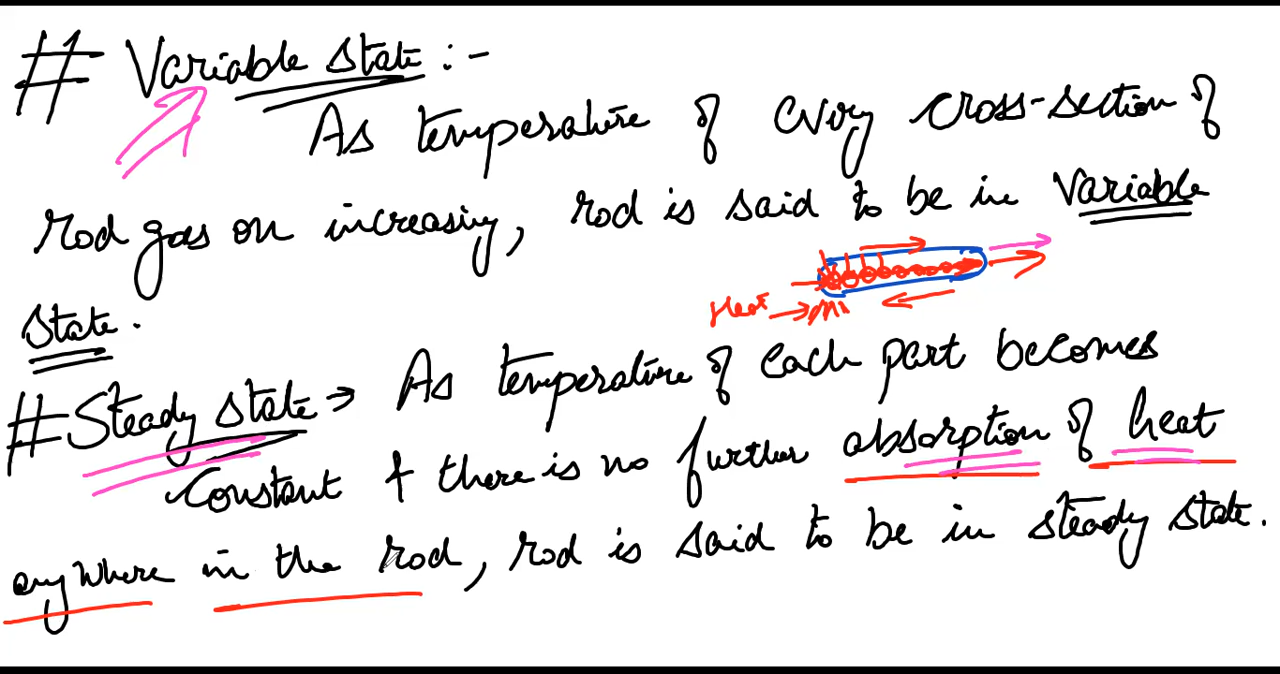 # Variable state :-
As temperature of every cross-section of
rod goes on increasing, rod is said to be in Variable
Heat
state.
#Steady state → As temperature of each part becomes
Constant & there is no further absorption of heat
anywhere in the rod, rod is said to be in steady state.